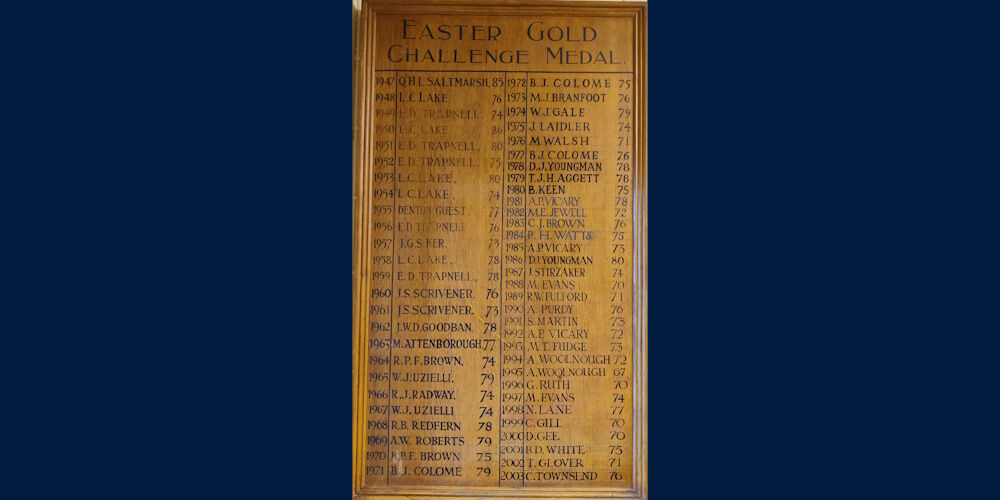 EASTER GOLD
CHALLENGE MEDAL.
1947 Q.H.L. SALTMARSH, 85
1948 L.C. LAKE. 76
1949 E.D. TRAPNELL. 74
1950 L.C. LAKE. 86
1951 E.D. TRAPNELL. 80
1952 E.D. TRAPNELL. 75
1953 L.C. LAKE. 80
1954 L.C. LAKE. 74
1955 DENTON GUEST. 77
1956 E.D TRAPNELL 76
1957 J.G. 73
1958 L.C. LAKE, 78
1959 E.D. TRAPNELL, 78
1960 J.S. SCRIVENER. 76
1961 J.S. SCRIVENER. 73
1962 J.W.D. GOODBAN. 78
1963 M. ATTENBOROUGH. 77
1964 R.P.F. BROWN. 74
1965 W.J. UZIELLI. 79
1966 R.J. RADWAY. 74
1967 W.J. UZIELLI 74
1968 R.B. REDFERN 78
1969 A.W. ROBERTS 79
1970 R.P.F. BROWN 75
1971 B.J. COLOME 79
1972 B.J. COLOME 75
1973 M.J. BRANFOOT 76
1974 W.J. GALE 79
1975 J. LAIDLER 74
1976 M WALSH 71
1977 B.J. COLOME 76
1978 D.J. YOUNGMAN 78
1979 T.J.H. AGGETT 78
1980 B. KEEN 75
1981 A.P. VICARY 78
1982 M.E. JEWELL 72
1983 C.J. BROWN 76
1984 P. H. WATTS 75
1985 A.P. VICARY 73
1986 D.J YOUNGMAN 80
1987 J. STIRZAKER 74
1988 M. EVANS 70
1989 R.W. FULFORD 71
1990 A. PURDY 76
1991 S. MARTIN 73
1992 A.P. VICARY 72
1993 M.T. FUDGE 73
1994 A. WOOLNOUGH 72
1995 A. WOOLNOUGH 67
1996 G. RUTH 70
1997 M. EVANS 74
1998 N. LANE 77
1999 C. GILL 70
2000 D. GEE 70
2001 B.D. WHITE 75
2002 T. GLOVER 71
2003 C. TOWNSEND 76